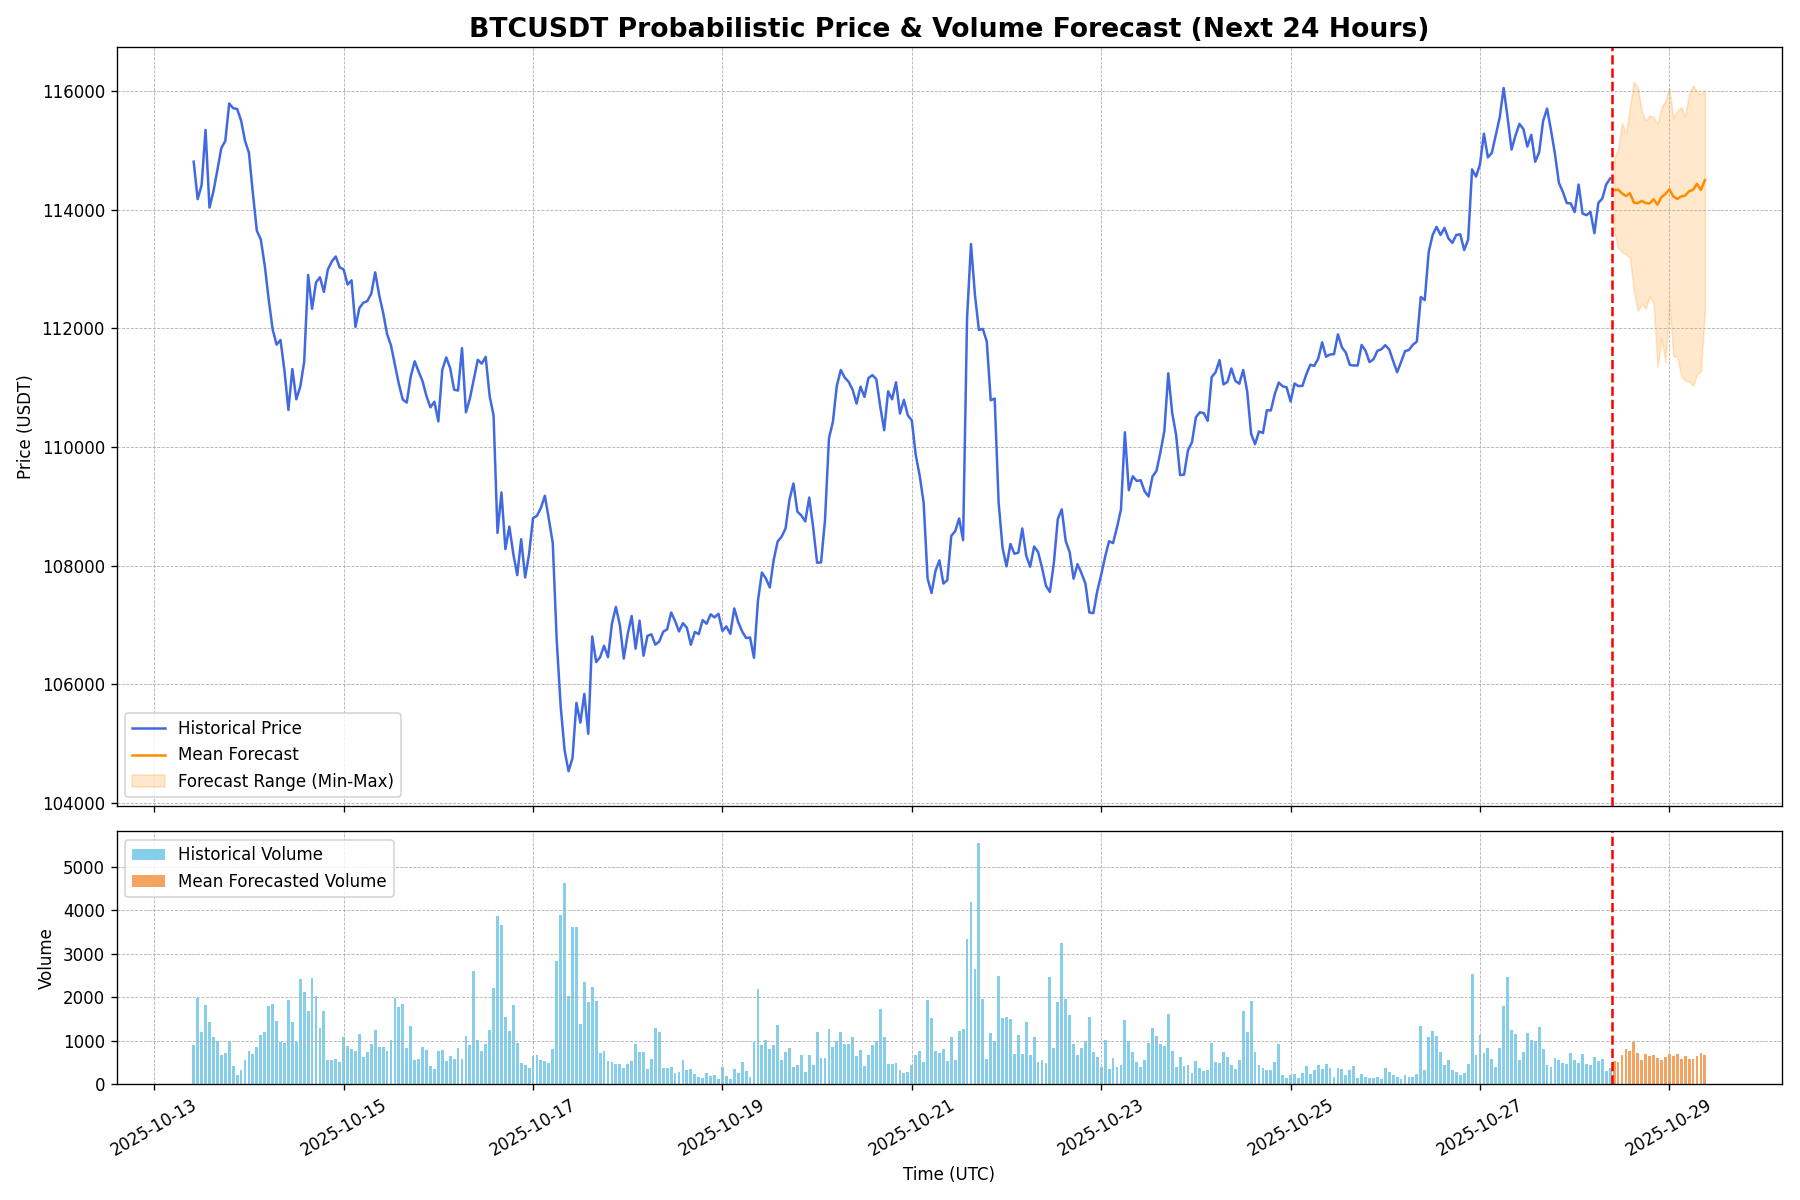 BTCUSDT Probabilistic Price & Volume Forecast (Next 24 Hours)
116000
114000
112000
110000
108000
106000
104000
Price (USDT)
Historical Price
Mean Forecast
Forecast Range (Min-Max)
Historical Volume
Mean Forecasted Volume
5000
4000
3000
2000
1000
0
Volume
2025-10-13
2025-10-15
2025-10-17
2025-10-19
2025-10-21
2025-10-23
2025-10-25
2025-10-27
2025-10-29
Time (UTC)